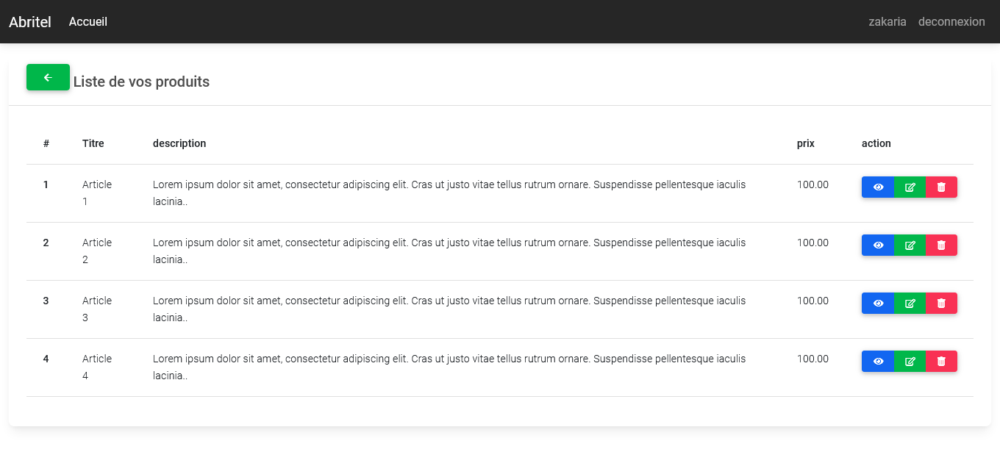 Abritel Accueil zakaria deconnexion
Liste de vos produits
# Titre description prix action
1 Article Lorem ipsum dolor sit amet, consectetur adipiscing elit. Cras ut justo vitae tellus rutrum ornare. Suspendisse pellentesque iaculis 100.00
1 lacinia..
2 Article Lorem ipsum dolor sit amet, consectetur adipiscing elit. Cras ut justo vitae tellus rutrum ornare. Suspendisse pellentesque iaculis 100.00
2 lacinia..
3 Article Lorem ipsum dolor sit amet, consectetur adipiscing elit. Cras ut justo vitae tellus rutrum ornare. Suspendisse pellentesque iaculis 100.00
3 lacinia..
4 Article Lorem ipsum dolor sit amet, consectetur adipiscing elit. Cras ut justo vitae tellus rutrum ornare. Suspendisse pellentesque iaculis 100.00
4 lacinia..